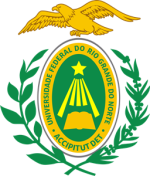 UNIVERSIDADE FEDERAL DO RIO GRANDE DO NORTE
ACCIPIT UT DET